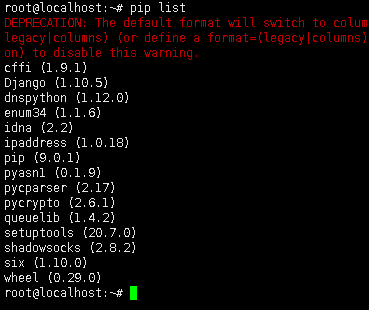 root@localhost:~# pip list
DEPRECATION: The default format will switch to colum
legacy|columns) (or define a format=(legacy|columns)
on) to disable this warning.
cffi (1.9.1)
Django (1.10.5)
dnspython (1.12.0)
enum34 (1.1.6)
idna (2.2)
ipaddress (1.0.18)
pip (9.0.1)
pyasn1 (0.1.9)
pycparser (2.17)
pycrypto (2.6.1)
queuelib (1.4.2)
setuptools (20.7.0)
shadowsocks (2.8.2)
six (1.10.0)
wheel (0.29.0)
root@localhost:~#